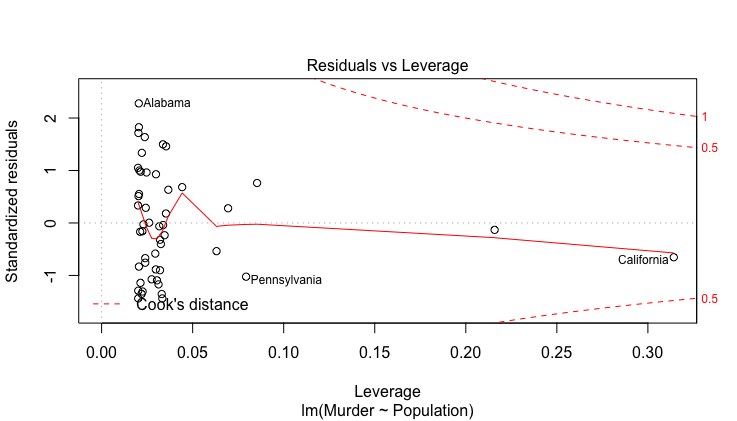 Residuals vs Leverage
Standardized residuals
2
1
0
-1
Alabama
Pennsylvania
California
1
0.5
0.5
Cook's distance
0.00 0.05 0.10 0.15 0.20 0.25 0.30
Leverage
lm(Murder ~ Population)